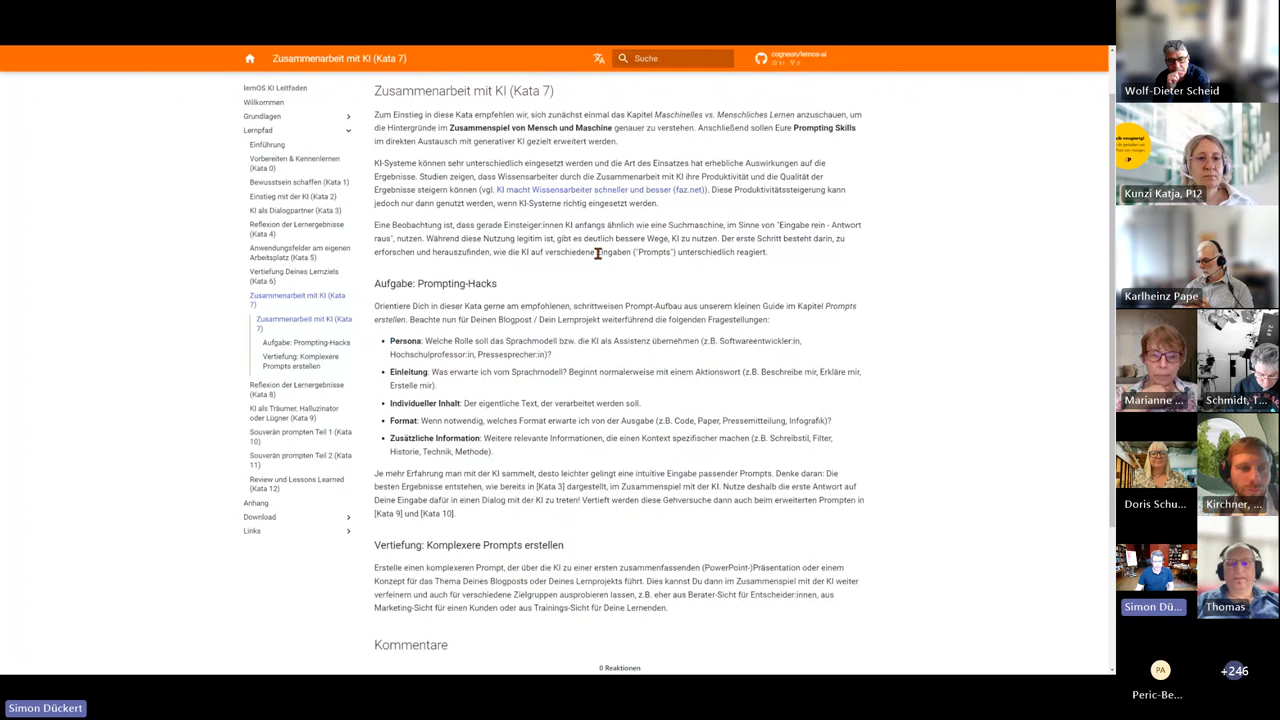 Zusammenarbeit mit KI (Kata 7)
Suche
cogneon/lernos-ai
lernOS KI Leitfaden
Willkommen
Grundlagen
Lernpfad
Einführung
Vorbereiten & Kennenlernen
(Kata 0)
Bewusstsein schaffen (Kata 1)
Einstieg mit der KI (Kata 2)
KI als Dialogpartner (Kata 3)
Reflexion der Lernergebnisse
(Kata 4)
Anwendungsfelder am eigenen
Arbeitsplatz (Kata 5)
Vertiefung Deines Lernziels
(Kata 6)
Zusammenarbeit mit KI (Kata
7)
Zusammenarbeit mit KI (Kata
7)
Aufgabe: Prompting-Hacks
Vertiefung: Komplexere
Prompts erstellen
Reflexion der Lernergebnisse
(Kata 8)
KI als Träumer, Halluzinator
oder Lügner (Kata 9)
Souverän prompten Teil 1 (Kata
10)
Souverän prompten Teil 2 (Kata
11)
Review und Lessons Learned
(Kata 12)
Anhang
Download
Links
Zusammenarbeit mit KI (Kata 7)
Zum Einstieg in diese Kata empfehlen wir, sich zunächst einmal das Kapitel Maschinelles vs. Menschliches Lernen anzuschauen, um
die Hintergründe im Zusammenspiel von Mensch und Maschine genauer zu verstehen. Anschließend sollen Eure Prompting Skills
im direkten Austausch mit generativer KI gezielt erweitert werden.
KI-Systeme können sehr unterschiedlich eingesetzt werden und die Art des Einsatzes hat erhebliche Auswirkungen auf die
Ergebnisse. Studien zeigen, dass Wissensarbeiter durch die Zusammenarbeit mit KI ihre Produktivität und die Qualität der
Ergebnisse steigern können (vgl. KI macht Wissensarbeiter schneller und besser (faz.net)). Diese Produktivitätssteigerung kann
jedoch nur dann genutzt werden, wenn KI-Systeme richtig eingesetzt werden.
Eine Beobachtung ist, dass gerade Einsteiger:innen KI anfangs ähnlich wie eine Suchmaschine, im Sinne von "Eingabe rein - Antwort
raus", nutzen. Während diese Nutzung legitim ist, gibt es deutlich bessere Wege, KI zu nutzen. Der erste Schritt besteht darin, zu
erforschen und herauszufinden, wie die KI auf verschiedene Eingaben ("Prompts") unterschiedlich reagiert.
Aufgabe: Prompting-Hacks
Orientiere Dich in dieser Kata gerne am empfohlenen, schrittweisen Prompt-Aufbau aus unserem kleinen Guide im Kapitel Prompts
erstellen. Beachte nun für Deinen Blogpost / Dein Lernprojekt weiterführend die folgenden Fragestellungen:
• Persona: Welche Rolle soll das Sprachmodell bzw. die KI als Assistenz übernehmen (z.B. Softwareentwickler:in,
Hochschulprofessor:in, Pressesprecher:in)?
• Einleitung: Was erwarte ich vom Sprachmodell? Beginnt normalerweise mit einem Aktionswort (z.B. Beschreibe mir, Erkläre mir,
Erstelle mir).
• Individueller Inhalt: Der eigentliche Text, der verarbeitet werden soll.
• Format: Wenn notwendig, welches Format erwarte ich von der Ausgabe (z.B. Code, Paper, Pressemitteilung, Infografik)?
• Zusätzliche Information: Weitere relevante Informationen, die einen Kontext spezifischer machen (z.B. Schreibstil, Filter,
Historie, Technik, Methode).
Je mehr Erfahrung man mit der KI sammelt, desto leichter gelingt eine intuitive Eingabe passender Prompts. Denke daran: Die
besten Ergebnisse entstehen, wie bereits in [Kata 3] dargestellt, im Zusammenspiel mit der KI. Nutze deshalb die erste Antwort auf
Deine Eingabe dafür in einen Dialog mit der KI zu treten! Vertieft werden diese Gehversuche dann auch beim erweiterten Prompten in
[Kata 9] und [Kata 10].
Vertiefung: Komplexere Prompts erstellen
Erstelle einen komplexeren Prompt, der über die KI zu einer ersten zusammenfassenden (PowerPoint-)Präsentation oder einem
Konzept für das Thema Deines Blogposts oder Deines Lernprojekts führt. Dies kannst Du dann im Zusammenspiel mit der KI weiter
verfeinern und auch für verschiedene Zielgruppen ausprobieren lassen, z.B. eher aus Berater-Sicht für Entscheider:innen, aus
Marketing-Sicht für einen Kunden oder aus Trainings-Sicht für Deine Lernenden.
Kommentare
0 Reaktionen
Simon Dückert
Wolf-Dieter Scheid
Kunzi Katja, P12
Karlheinz Pape
Marianne ...
Schmidt, T...
Doris Schu...
Kirchner, ...
Simon Dü...
Thomas
PA
Peric-Be...
+246